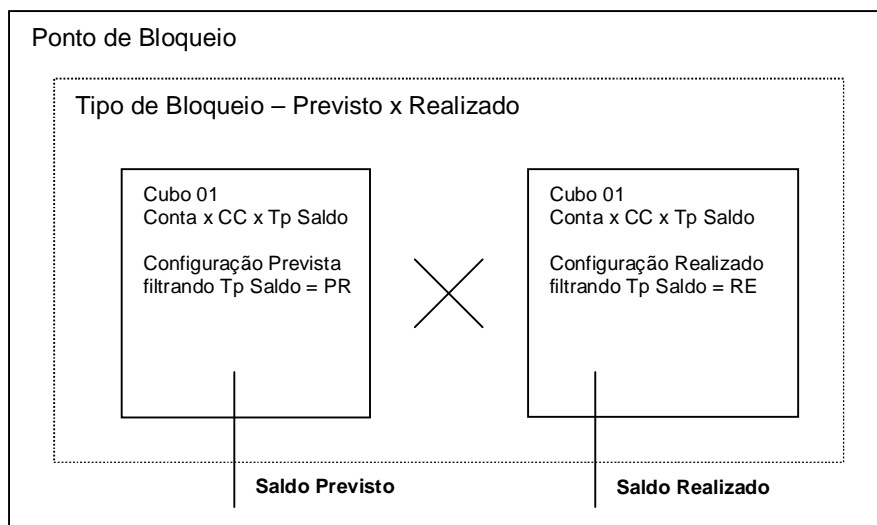 Ponto de Bloqueio
Tipo de Bloqueio – Previsto x Realizado
Cubo 01
Conta x CC x Tp Saldo
Configuração Prevista
filtrando Tp Saldo = PR
Cubo 01
Conta x CC x Tp Saldo
Configuração Realizado
filtrando Tp Saldo = RE
Saldo Previsto
Saldo Realizado